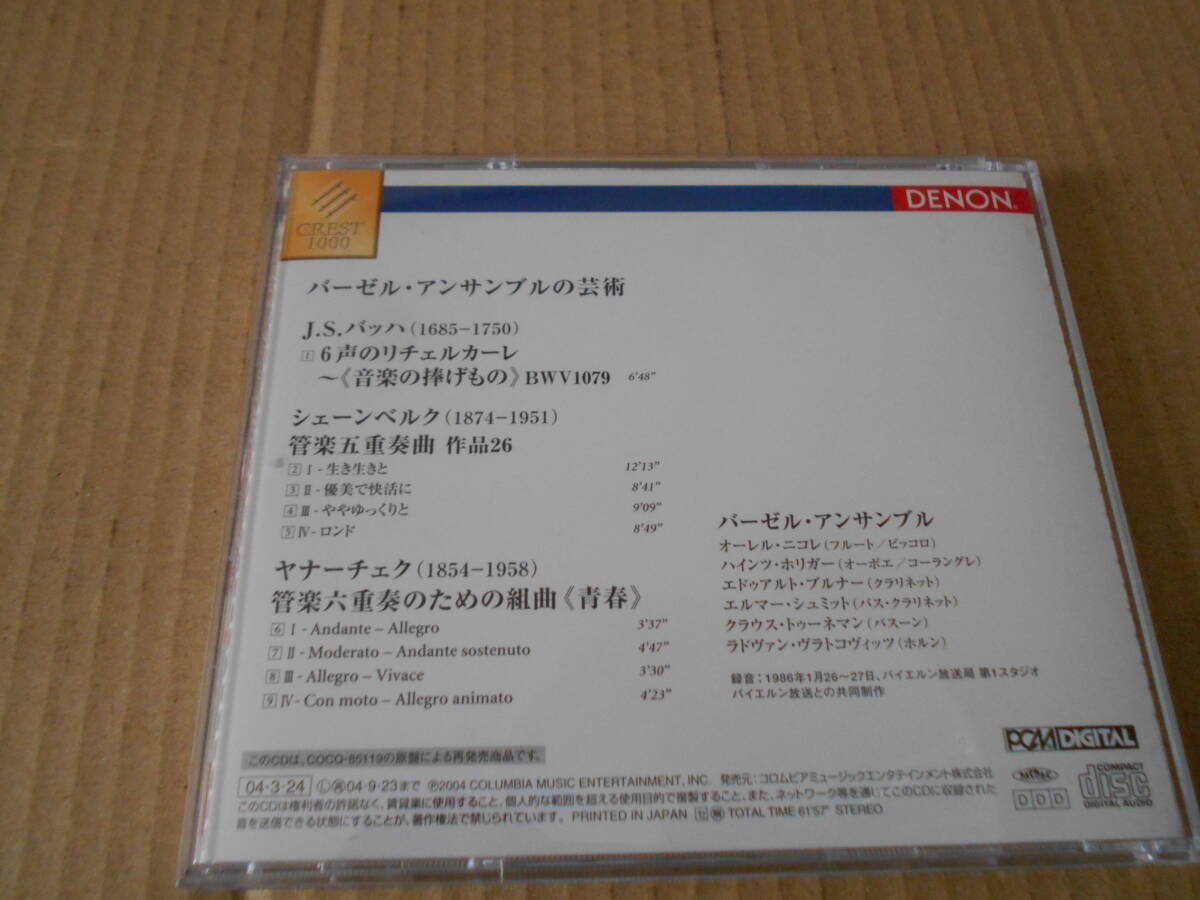 CREST
1000
DENON
バーゼル・アンサンブルの芸術
J.S.バッハ(1685−1750)
1 6声のリチェルカーレ
〜《音楽の捧げもの》BWV1079 6'48"
シェーンベルク(1874−1951)
管楽五重奏曲 作品26
2 I - 生き生きと 12'13"
3 II - 優美で快活に 8'41"
4 III - ややゆっくりと 9'09"
5 IV - ロンド 8'49"
ヤナーチェク(1854−1958)
管楽六重奏のための組曲《青春》
6 I - Andante – Allegro 3'37"
7 II - Moderato – Andante sostenuto 4'47"
8 III - Allegro – Vivace 3'30"
9 IV - Con moto – Allegro animato 4'23"
バーゼル・アンサンブル
オーレル・ニコレ(フルート/ピッコロ)
ハインツ・ホリガー(オーボエ/コーラングレ)
エドゥアルト・ブルナー(クラリネット)
エルマー・シュミット(バス・クラリネット)
クラウス・トゥーネマン(バスーン)
ラドヴァン・ヴラトコヴィッツ(ホルン)
録音:1986年1月26〜27日、バイエルン放送局 第1スタジオ
バイエルン放送との共同制作
PCM DIGITAL
このCDは、COCQ-85119の原盤による再発売商品です。
04・3・24 Ⓛ 04・9・23まで ℗2004 COLUMBIA MUSIC ENTERTAINMENT, INC. 発売元:コロムビアミュージックエンタテインメント株式会社
このCDは権利者の許諾なく、賃貸業に使用すること、個人的な範囲を超える使用目的で複製すること、また、ネットワーク等を通じてこのCDに収録された
音を送信できる状態にすることが、著作権法で禁じられています。 PRINTED IN JAPAN TOTAL TIME 61'57" STEREO
DDD
COMPACT
disc
DIGITAL AUDIO